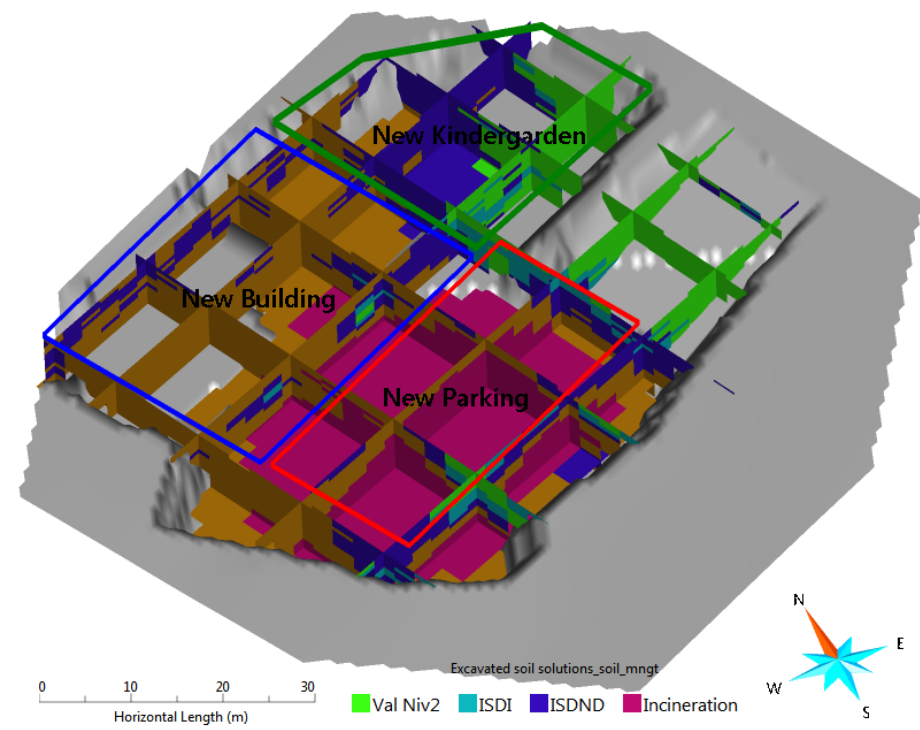 New Kindergarden
New Building
New Parking
N
E
W
S
Excavated soil solutions_soil_mngt
0 10 20 30
Horizontal Length (m)
Val Niv2 ISDI ISDND Incineration